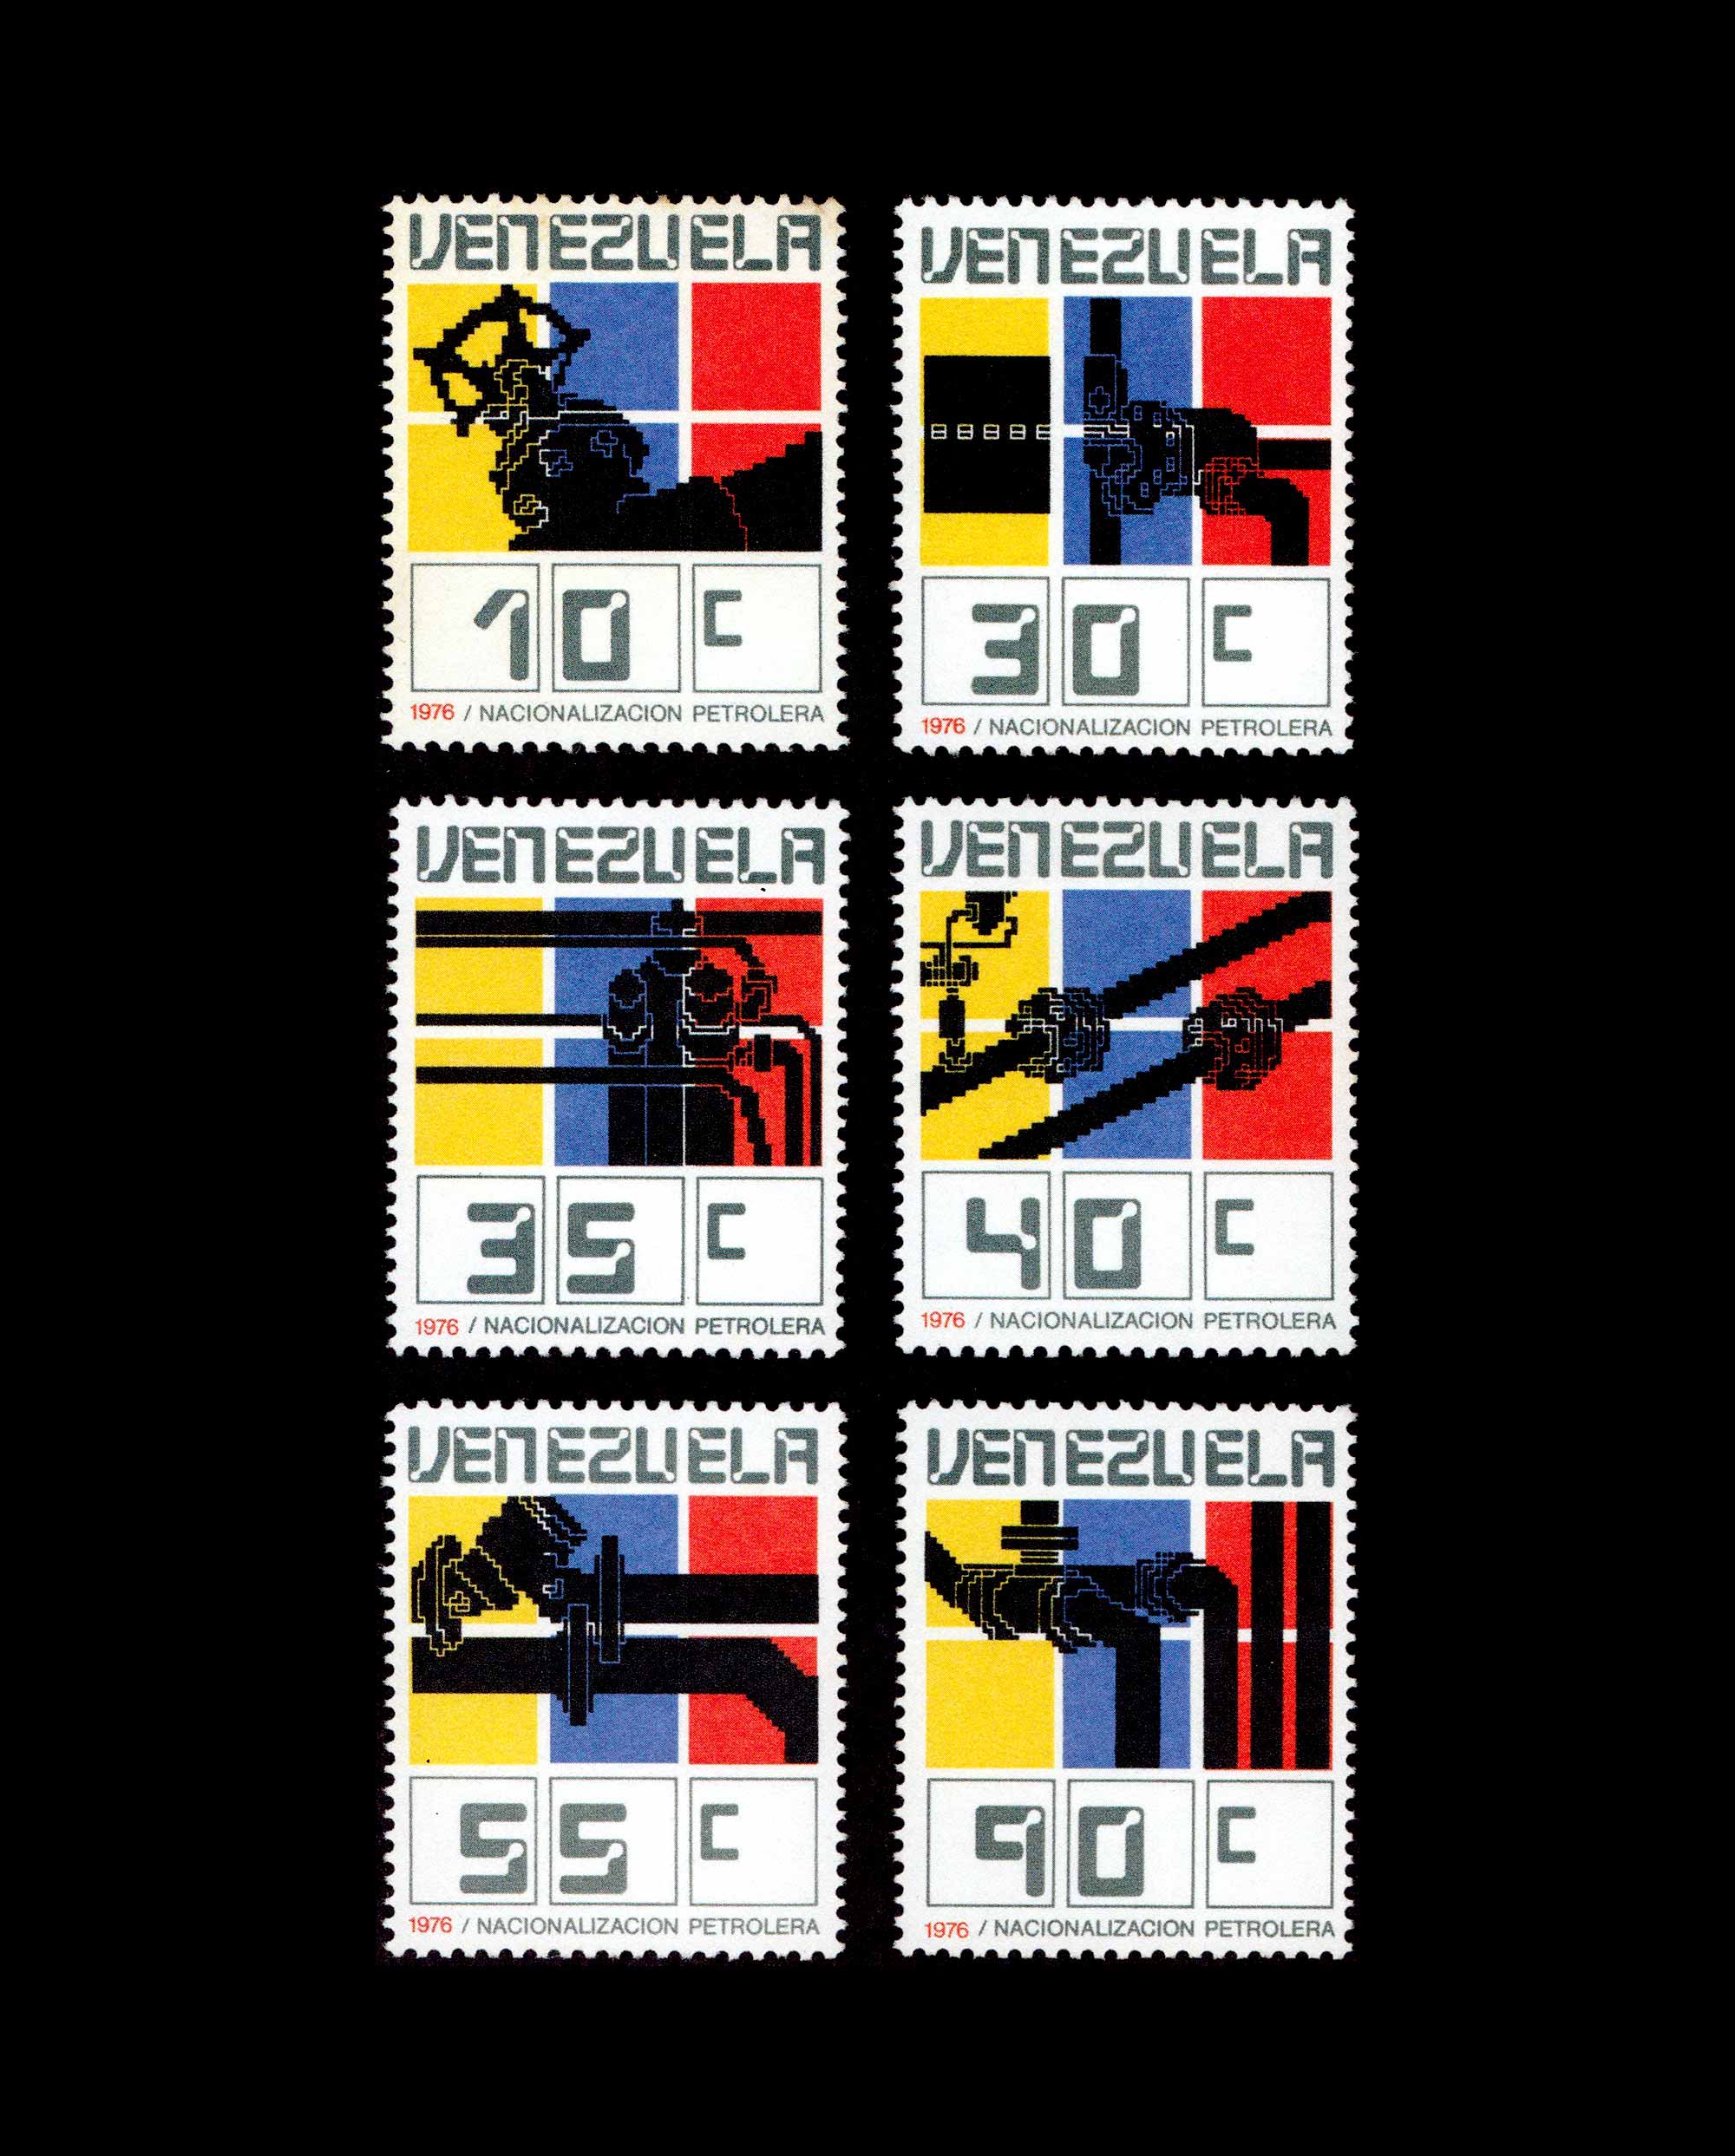 VENEZUELA
10 C
1976 / NACIONALIZACION PETROLERA
VENEZUELA
30 C
1976 / NACIONALIZACION PETROLERA
VENEZUELA
35 C
1976 / NACIONALIZACION PETROLERA
VENEZUELA
40 C
1976 / NACIONALIZACION PETROLERA
VENEZUELA
55 C
1976 / NACIONALIZACION PETROLERA
VENEZUELA
90 C
1976 / NACIONALIZACION PETROLERA